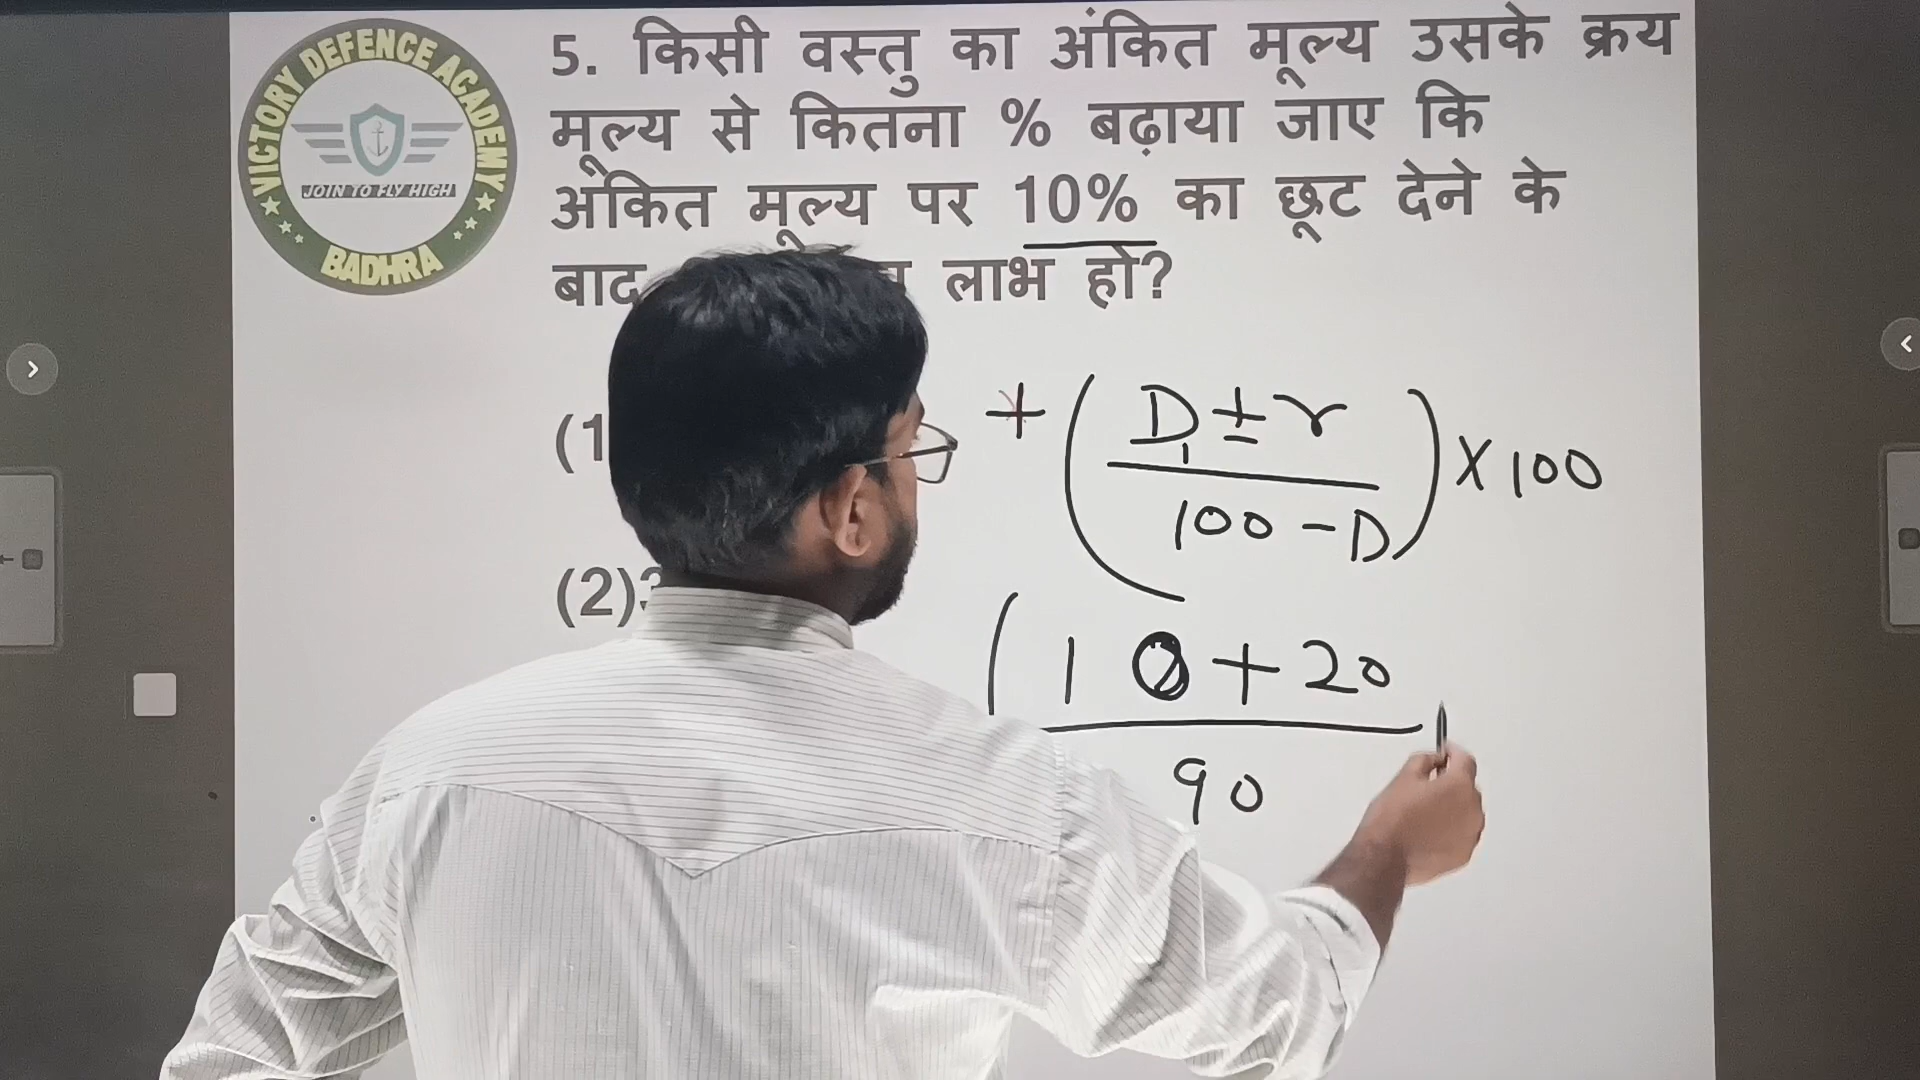 VICTORY DEFENCE ACADEMY
JOIN TO FLY HIGH
BADHRA
5. किसी वस्तु का अंकित मूल्य उसके क्रय
मूल्य से कितना % बढ़ाया जाए कि
अंकित मूल्य पर 10% का छूट देने के
बाद लाभ हो?
(1
(2)
+ ( D ± r / 100 - D ) × 100
( 10 + 20
90